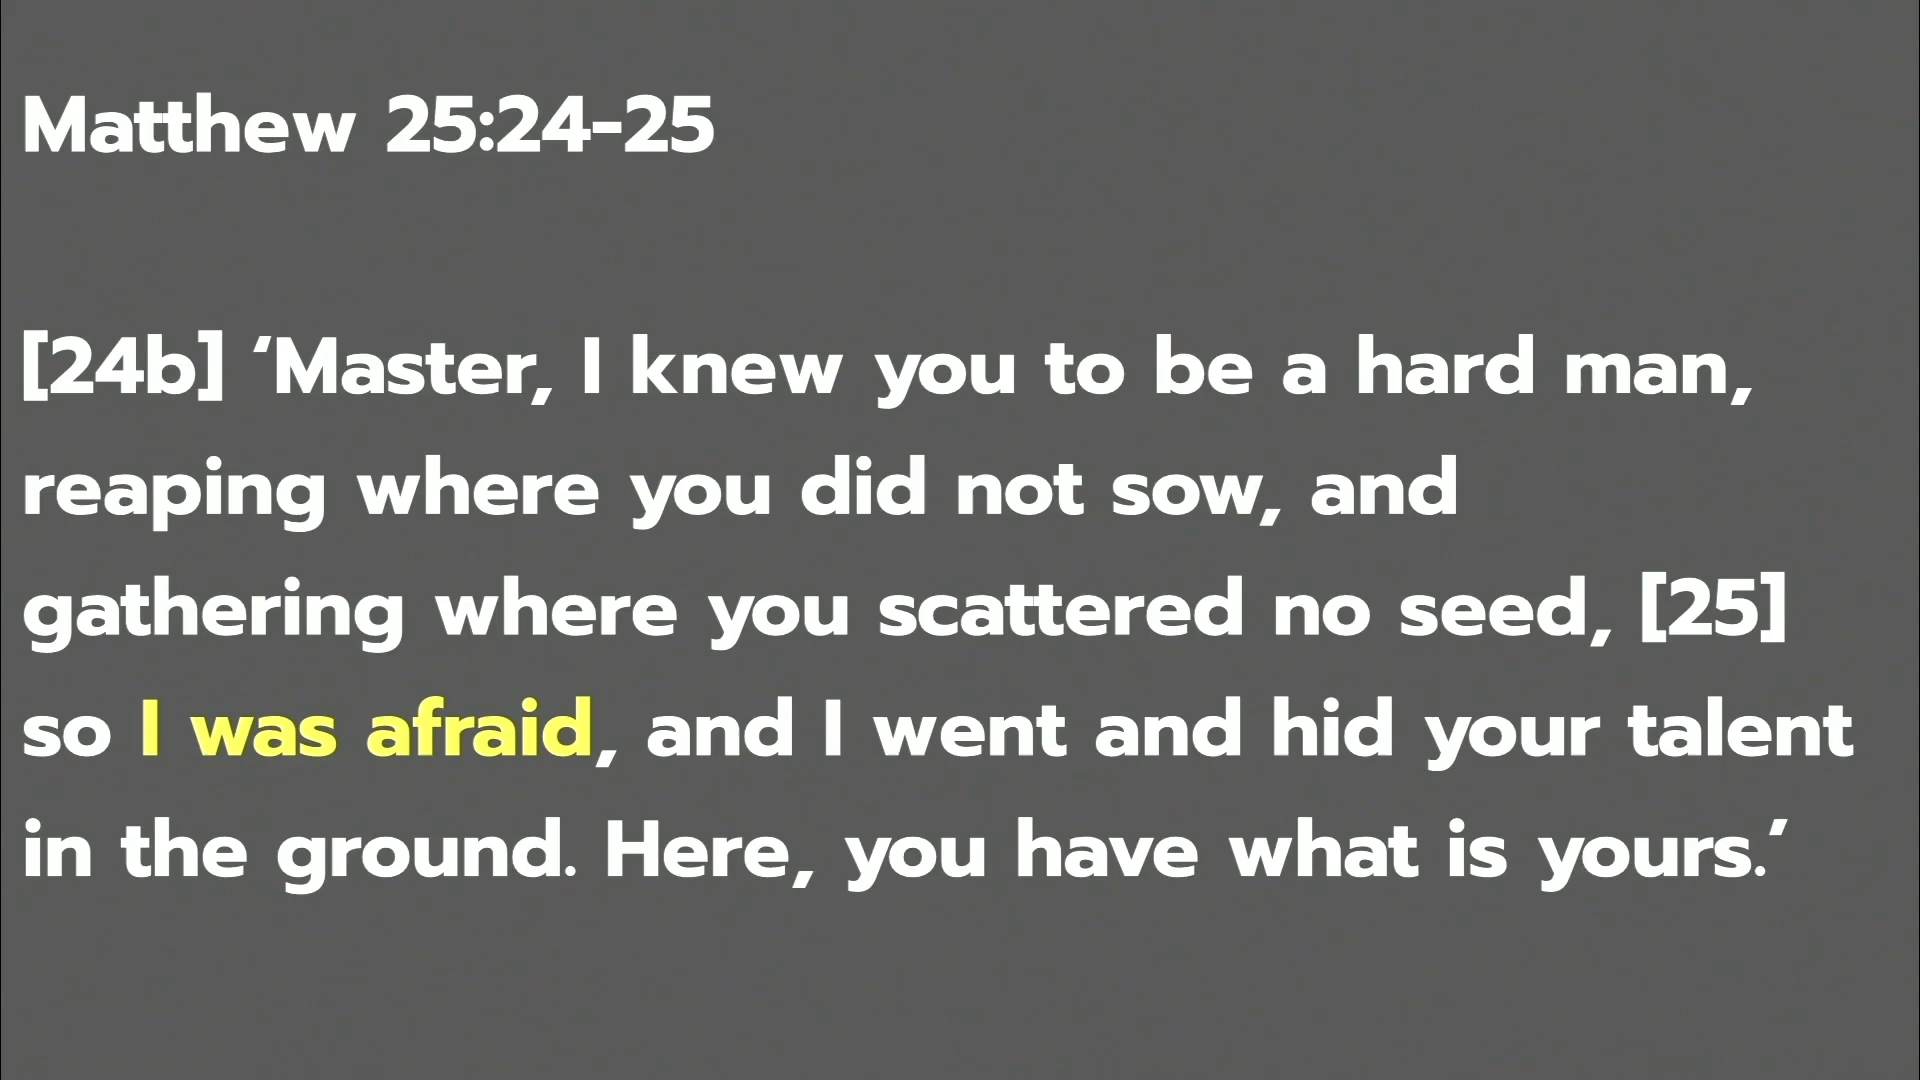 Matthew 25:24-25
[24b] ‘Master, I knew you to be a hard man,
reaping where you did not sow, and
gathering where you scattered no seed, [25]
so I was afraid, and I went and hid your talent
in the ground. Here, you have what is yours.’